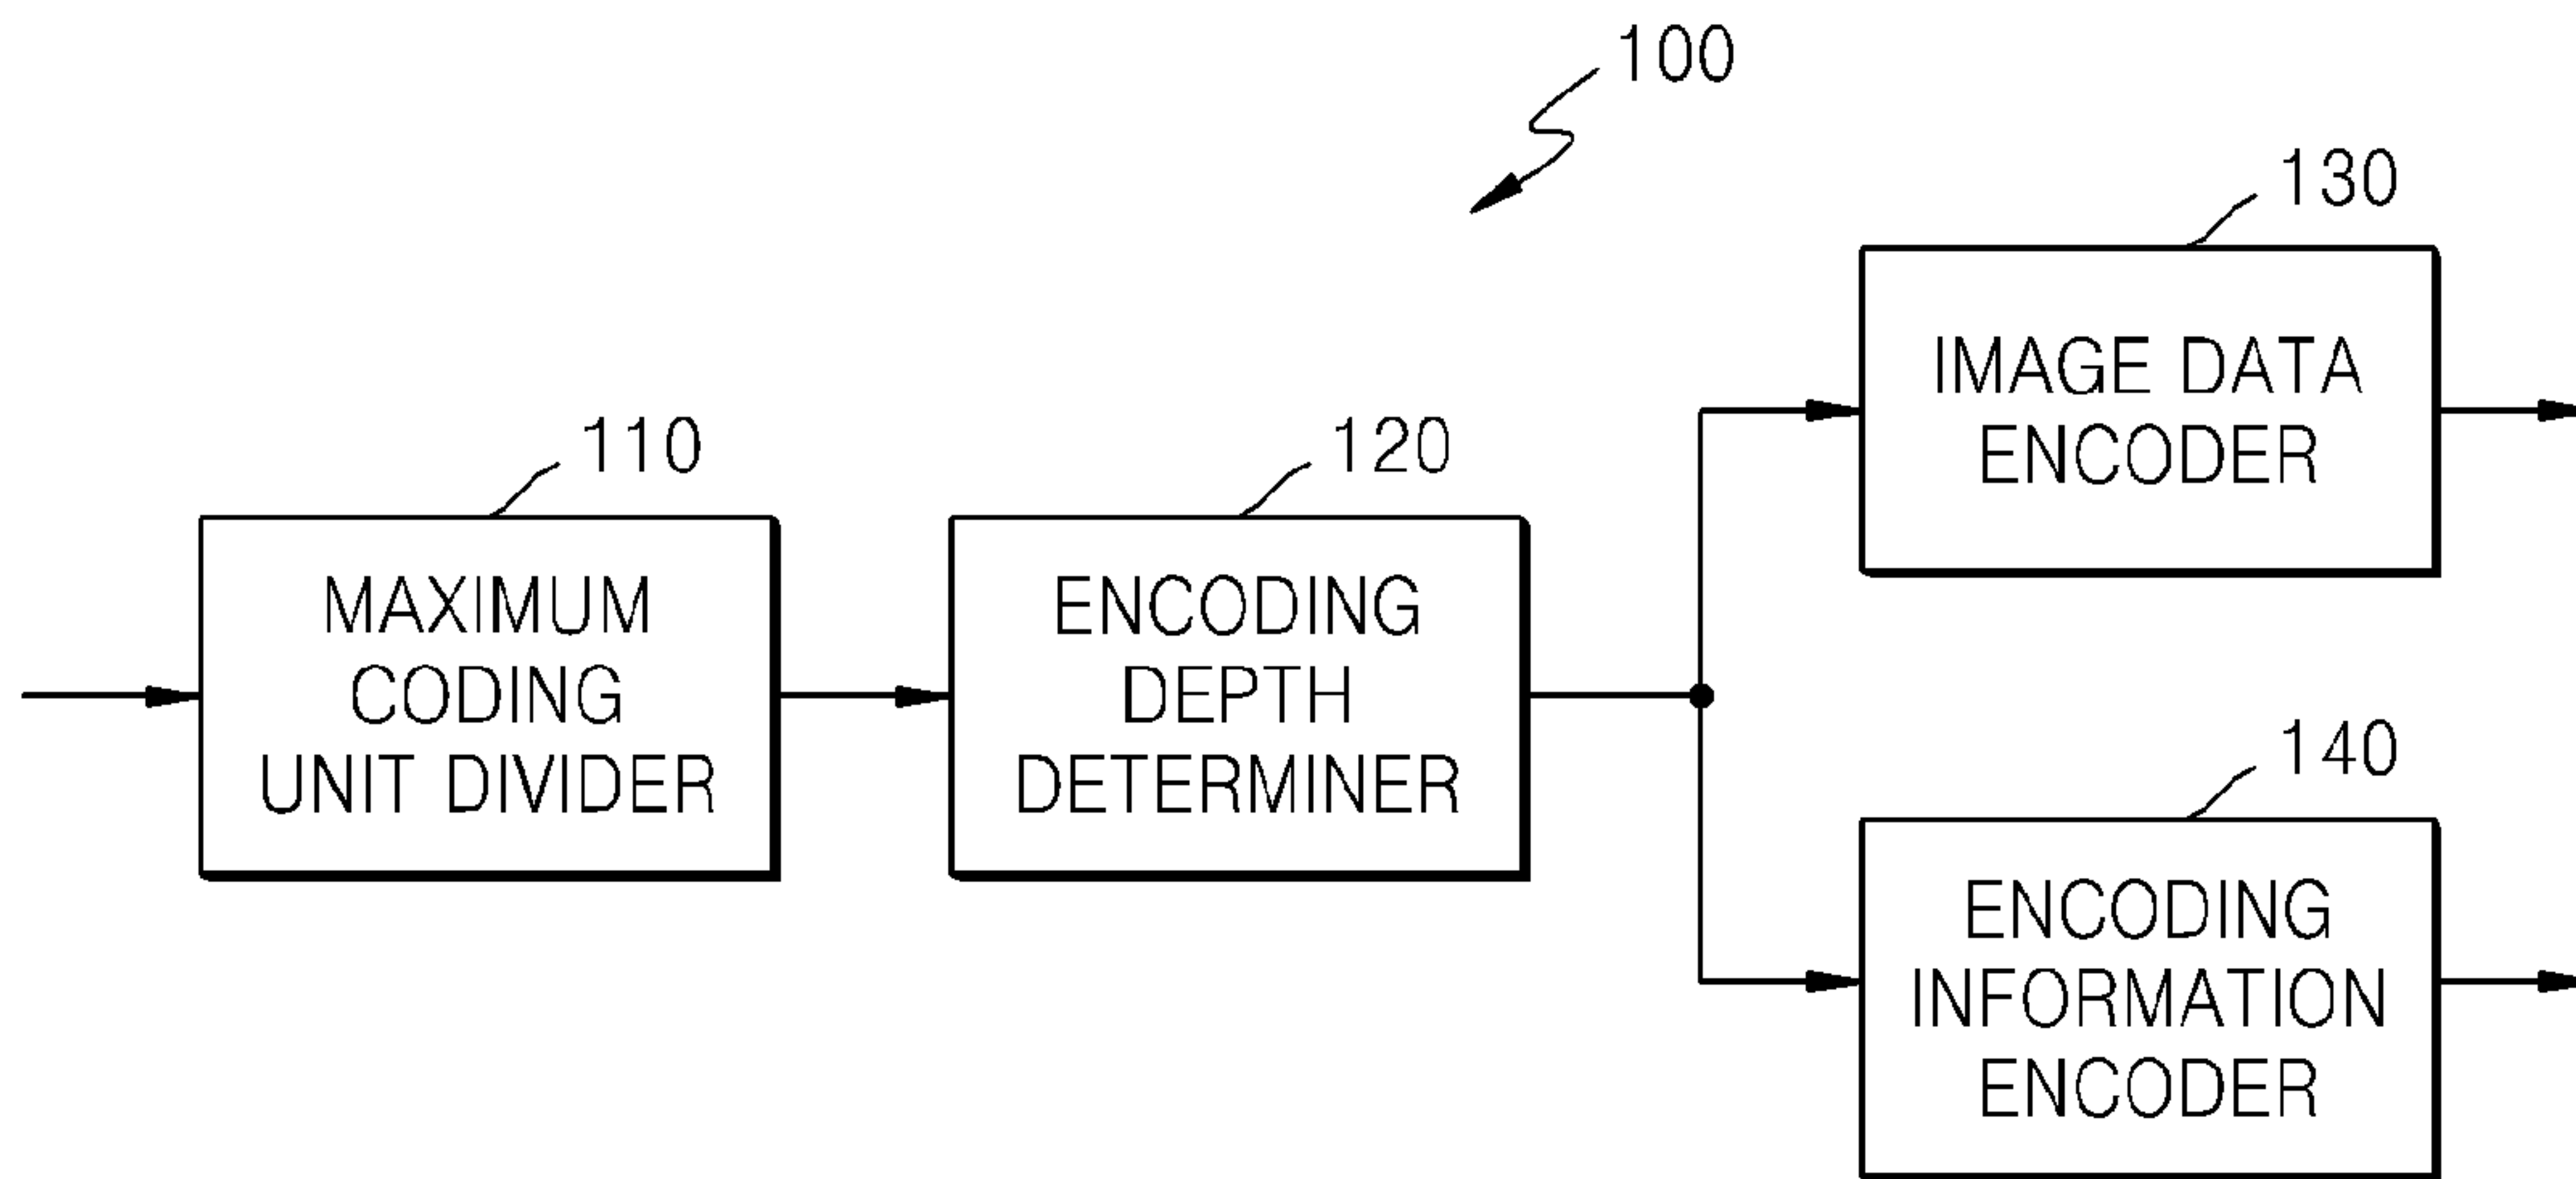 100
110
MAXIMUM
CODING
UNIT DIVIDER
120
ENCODING
DEPTH
DETERMINER
130
IMAGE DATA
ENCODER
140
ENCODING
INFORMATION
ENCODER